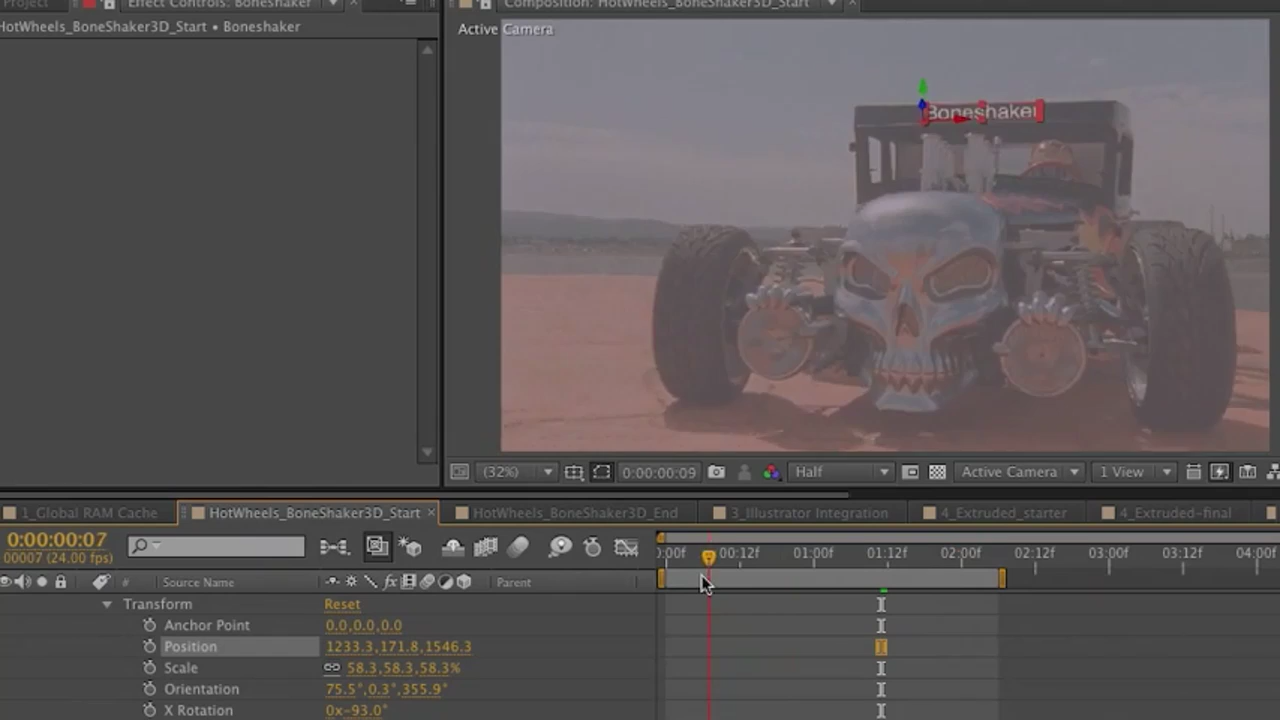 Project Effect Controls: Boneshaker Composition: HotWheels_BoneShaker3D_Start
HotWheels_BoneShaker3D_Start • Boneshaker
Active Camera
Boneshaker
(32%) 0:00:00:09 Half Active Camera 1 View
1_Global RAM Cache HotWheels_BoneShaker3D_Start × HotWheels_BoneShaker3D_End 3_Illustrator Integration 4_Extruded_starter 4_Extruded-final
0:00:00:07
00007 (24.00 fps)
):00f 00:12f 01:00f 01:12f 02:00f 02:12f 03:00f 03:12f 04:00f
# Source Name fx Parent
Transform Reset
Anchor Point 0.0,0.0,0.0
Position 1233.3,171.8,1546.3
Scale 58.3,58.3,58.3%
Orientation 75.5°,0.3°,355.9°
X Rotation 0x-93.0°